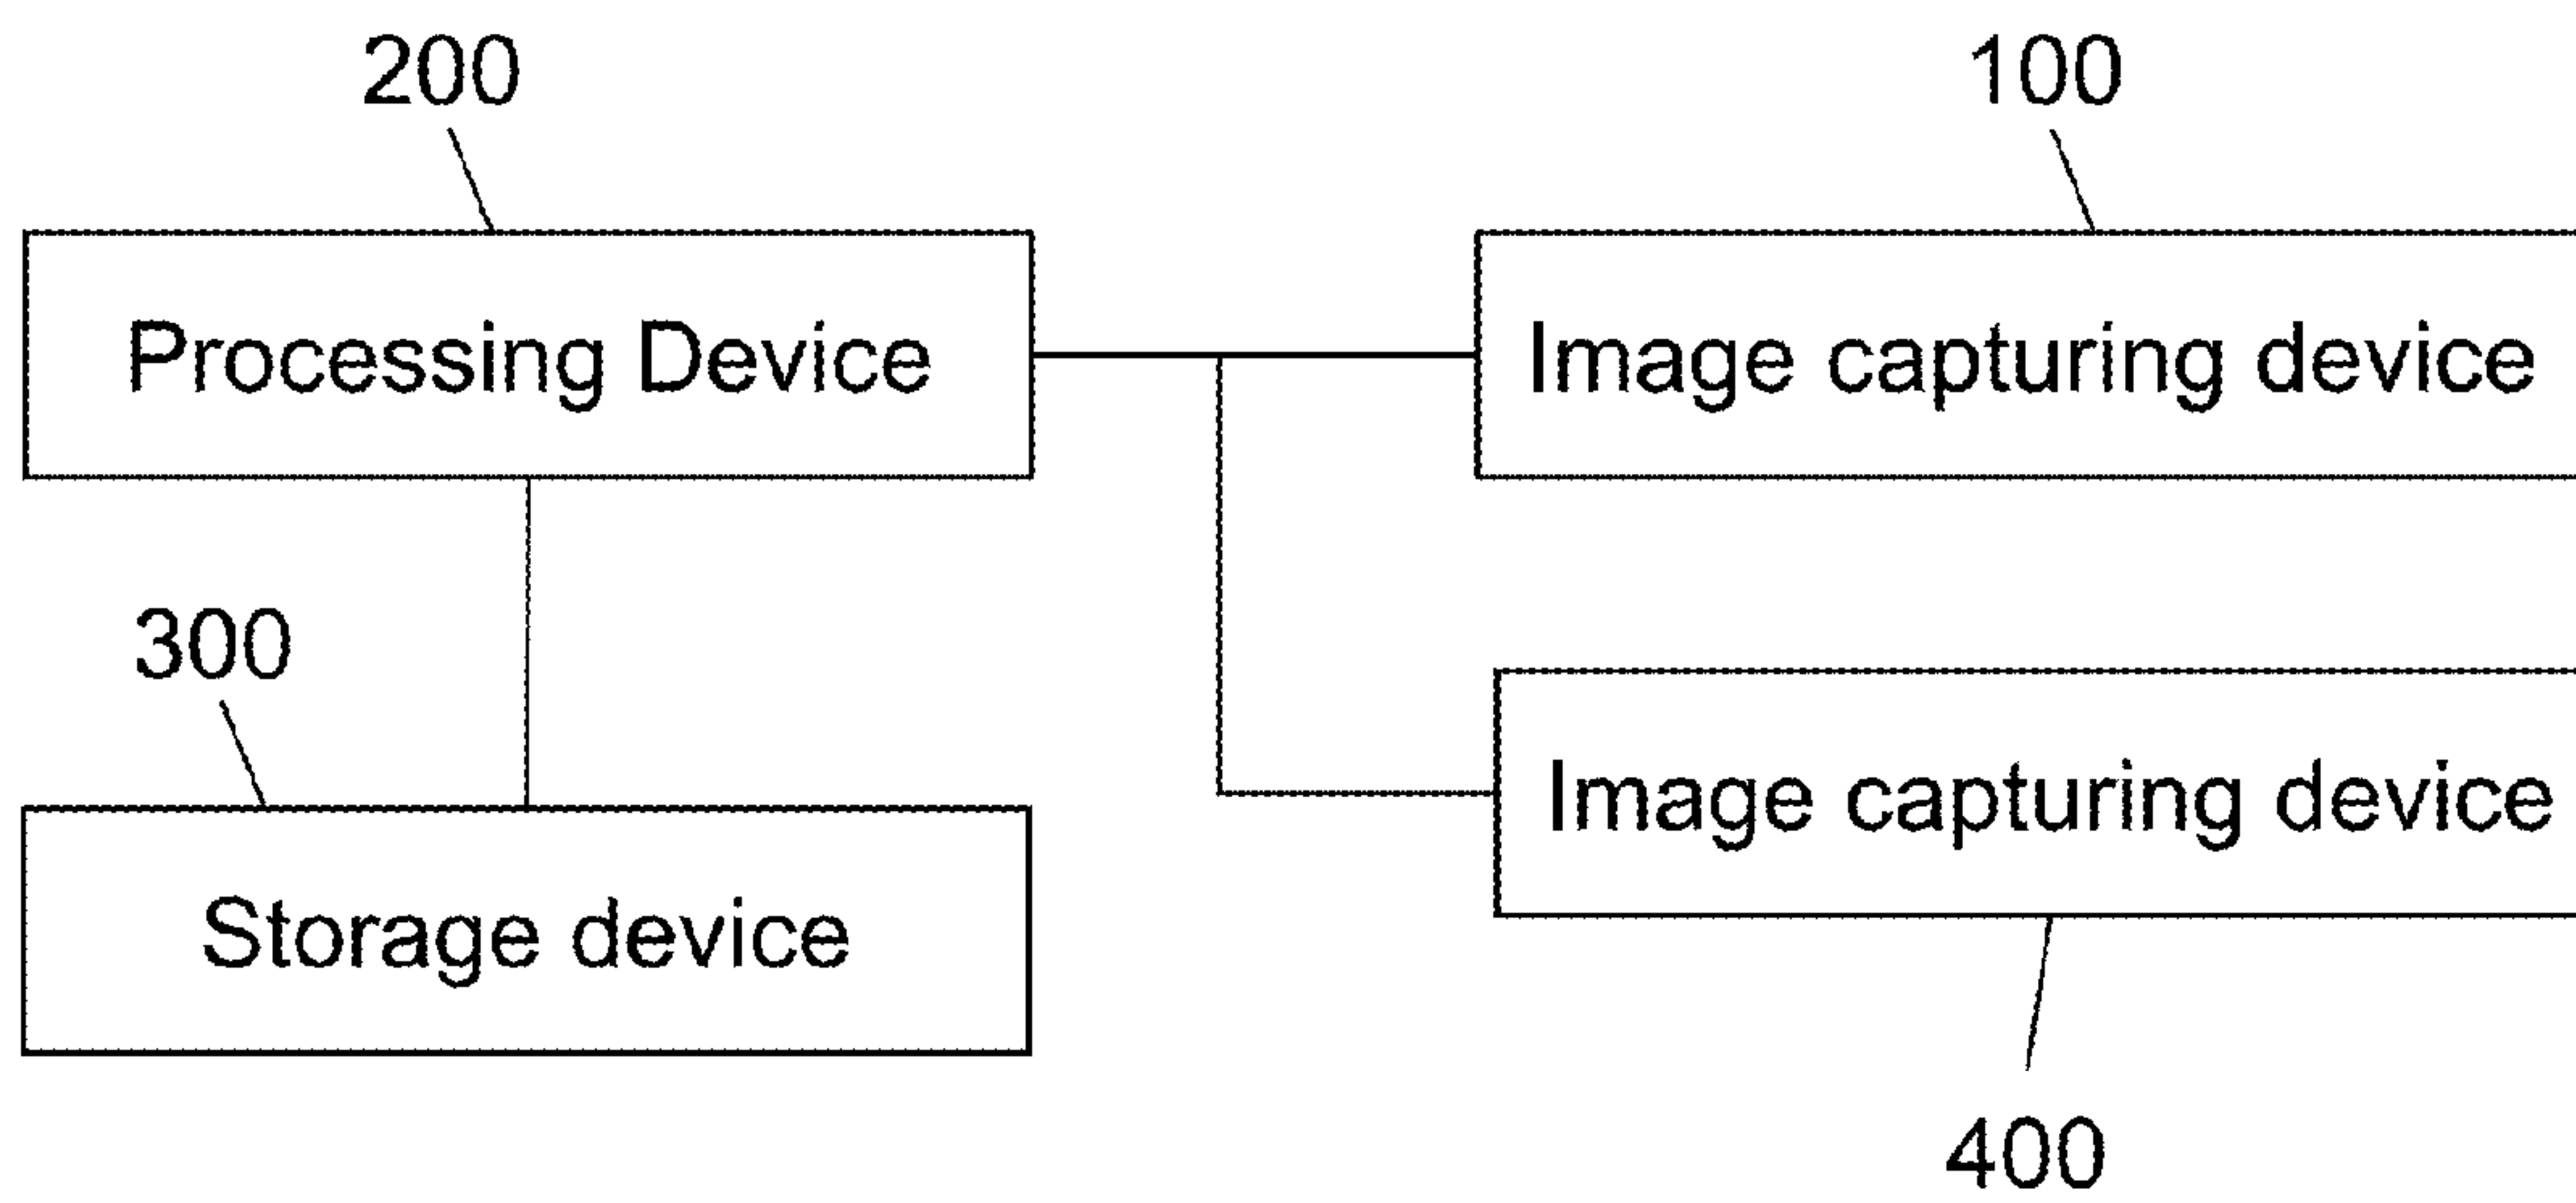 200
100
Processing Device
Image capturing device
300
Image capturing device
Storage device
400